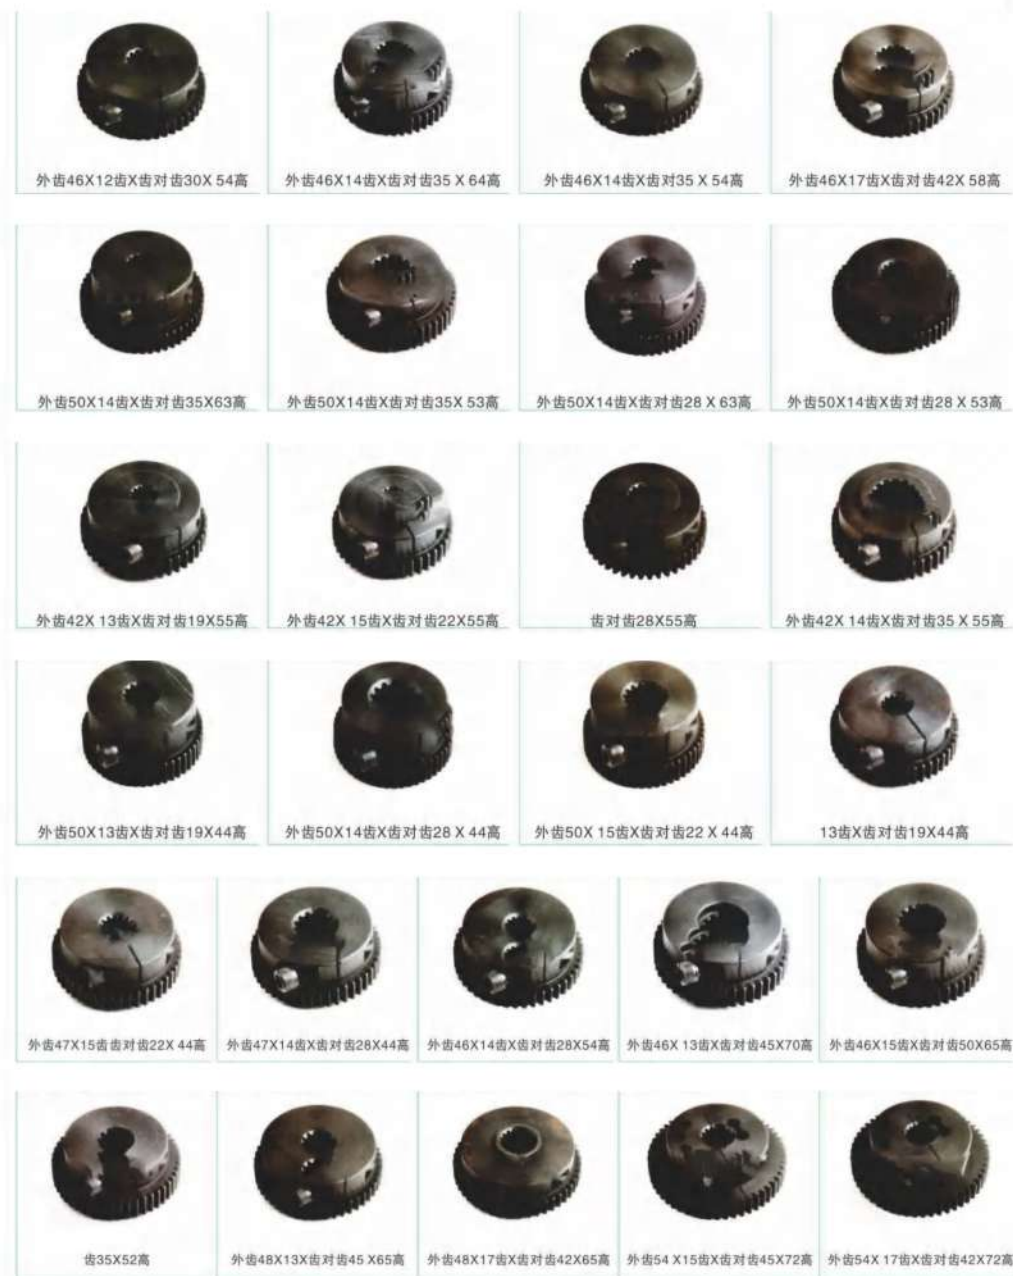 外齿46X12齿X齿对齿30X 54高
外齿46X14齿X齿对齿35 X 64高
外齿46X14齿X齿对35 X 54高
外齿46X17齿X齿对齿42X 58高
外齿50X14齿X齿对齿35X63高
外齿50X14齿X齿对齿35X 53高
外齿50X14齿X齿对齿28 X 63高
外齿50X14齿X齿对齿28 X 53高
外齿42X 13齿X齿对齿19X55高
外齿42X 15齿X齿对齿22X55高
齿对齿28X55高
外齿42X 14齿X齿对齿35 X 55高
外齿50X13齿X齿对齿19X44高
外齿50X14齿X齿对齿28 X 44高
外齿50X 15齿X齿对齿22 X 44高
13齿X齿对齿19X44高
外齿47X15齿齿对齿22X 44高
外齿47X14齿X齿对齿28X44高
外齿46X14齿X齿对齿28X54高
外齿46X 13齿X齿对齿45X70高
外齿46X15齿X齿对齿50X65高
齿35X52高
外齿48X13X齿对齿45 X65高
外齿48X17齿X齿对齿42X65高
外齿54 X15齿X齿对齿45X72高
外齿54X 17齿X齿对齿42X72高